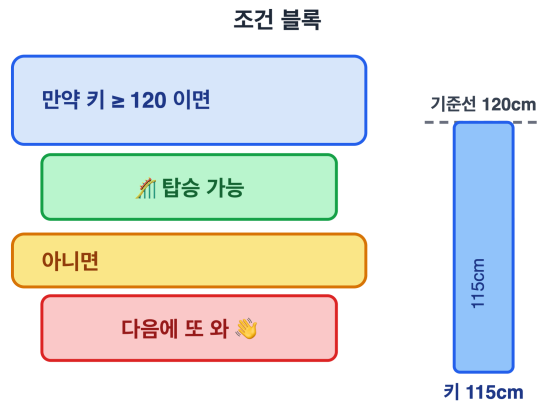 조건 블록
만약 키 ≥ 120 이면
🎢 탑승 가능
아니면
다음에 또 와 👋
기준선 120cm
115cm
키 115cm